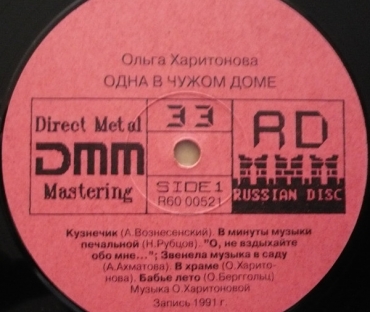 Ольга Харитонова
ОДНА В ЧУЖОМ ДОМЕ
Direct Metal
DMM
Mastering
33
SIDE 1
R60 00521
RD
МММ
RUSSIAN DISC
Кузнечик (А.Вознесенский). В минуты музыки
печальной (Н.Рубцов). "О, не вздыхайте
обо мне..."; Звенела музыка в саду
(А.Ахматова). В храме (О.Харито-
нова). Бабье лето (О.Берггольц)
Музыка О.Харитоновой
Запись 1991 г.